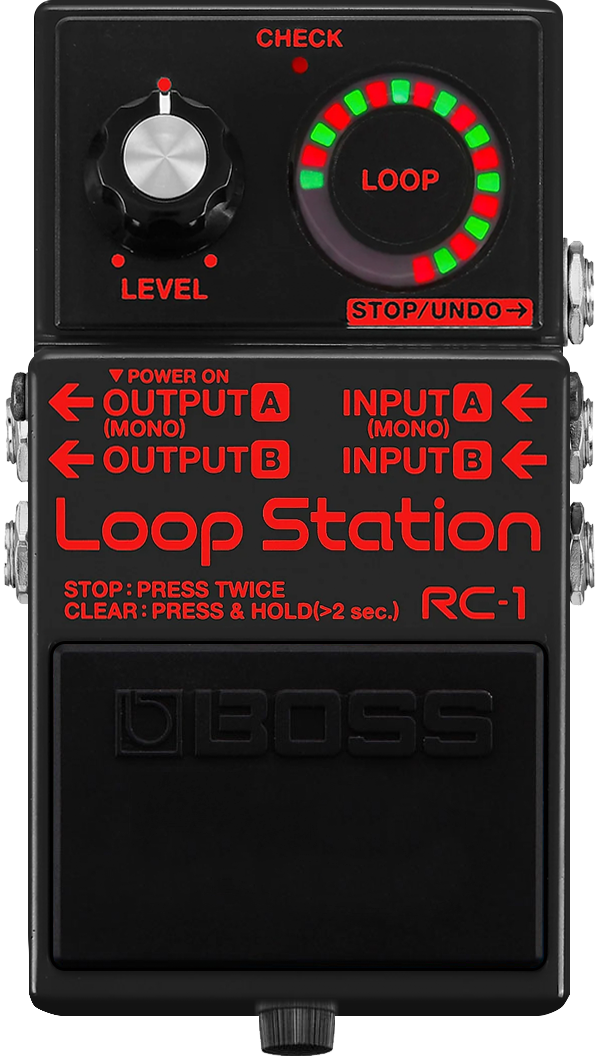 CHECK
LOOP
LEVEL
STOP/UNDO→
▼POWER ON
←OUTPUT A INPUT A←
(MONO) (MONO)
←OUTPUT B INPUT B←
Loop Station
STOP: PRESS TWICE
CLEAR: PRESS & HOLD(>2 sec.) RC-1
BOSS